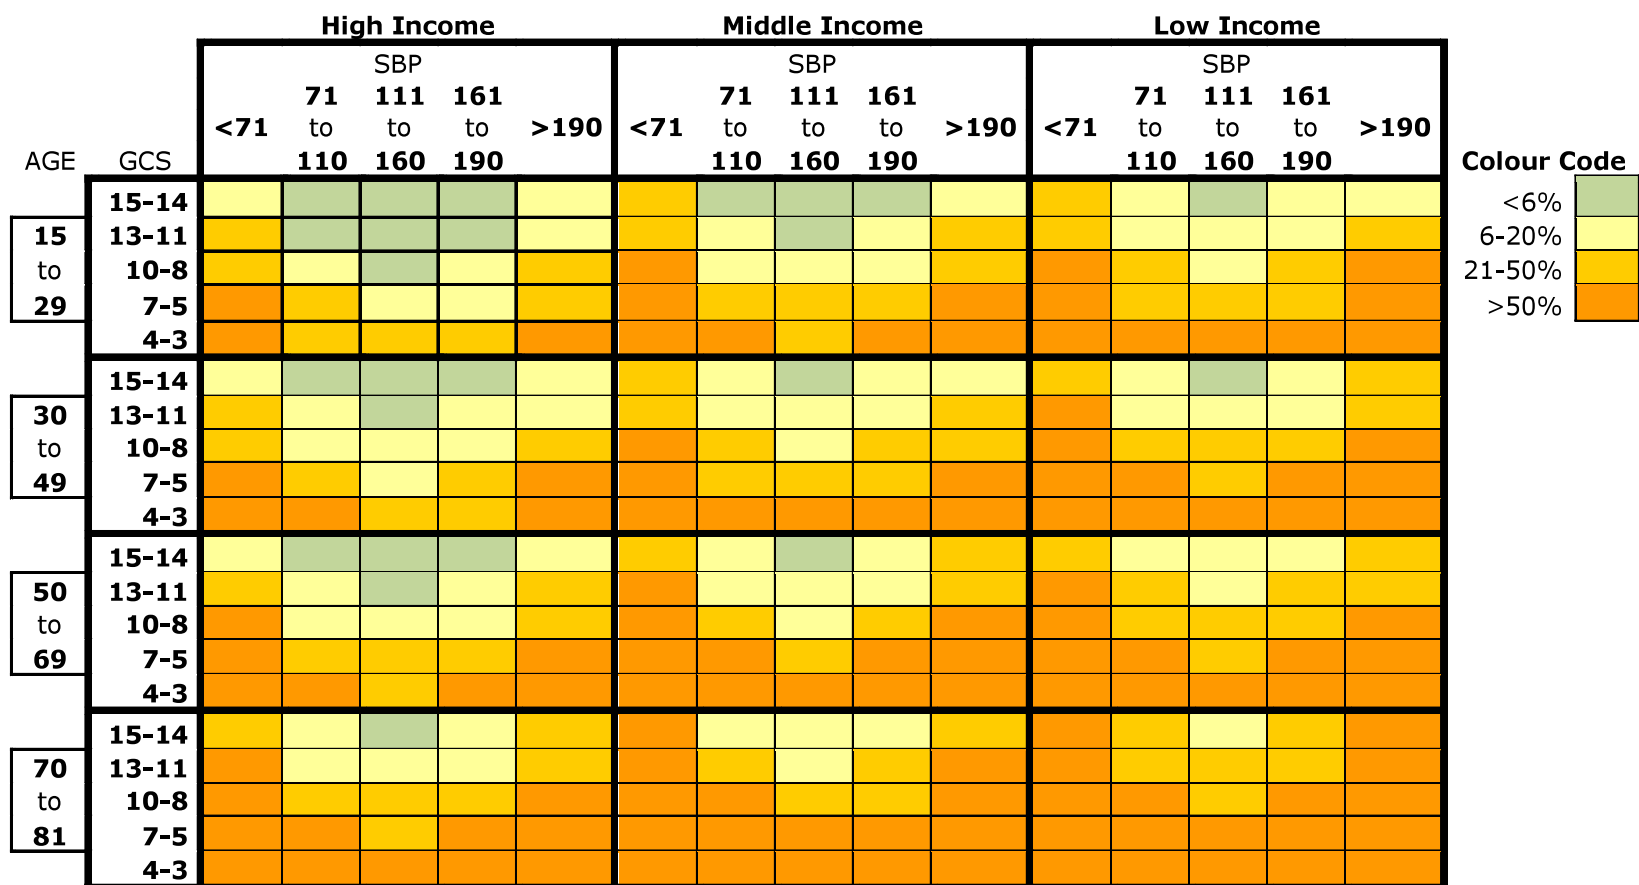 High Income Middle Income Low Income
SBP SBP SBP
71 111 161 71 111 161 71 111 161
<71 to to to >190 <71 to to to >190 <71 to to to >190
AGE GCS 110 160 190 110 160 190 110 160 190 Colour Code
15-14 <6%
15 13-11 6-20%
to 10-8 21-50%
29 7-5 >50%
4-3
15-14
30 13-11
to 10-8
49 7-5
4-3
15-14
50 13-11
to 10-8
69 7-5
4-3
15-14
70 13-11
to 10-8
81 7-5
4-3